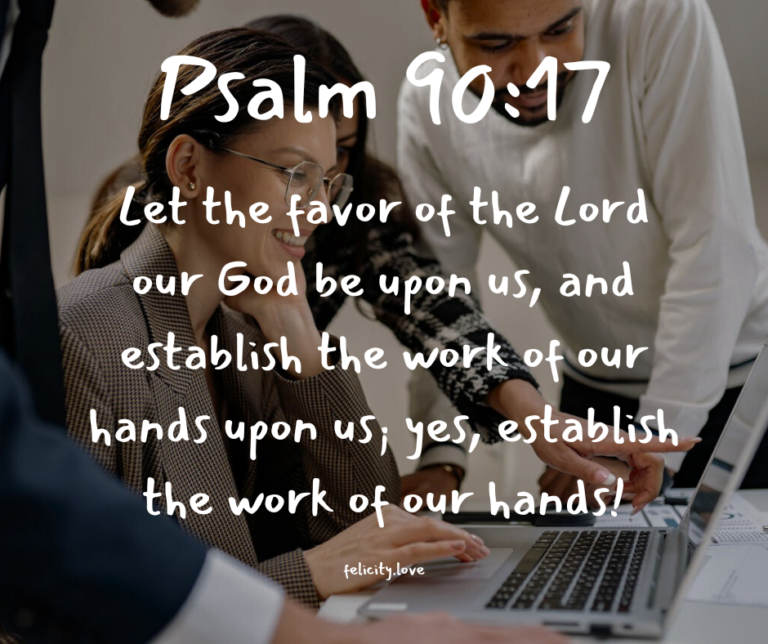 Psalm 90:17
Let the favor of the Lord
our God be upon us, and
establish the work of our
hands upon us; yes, establish
the work of our hands!
felicity.love